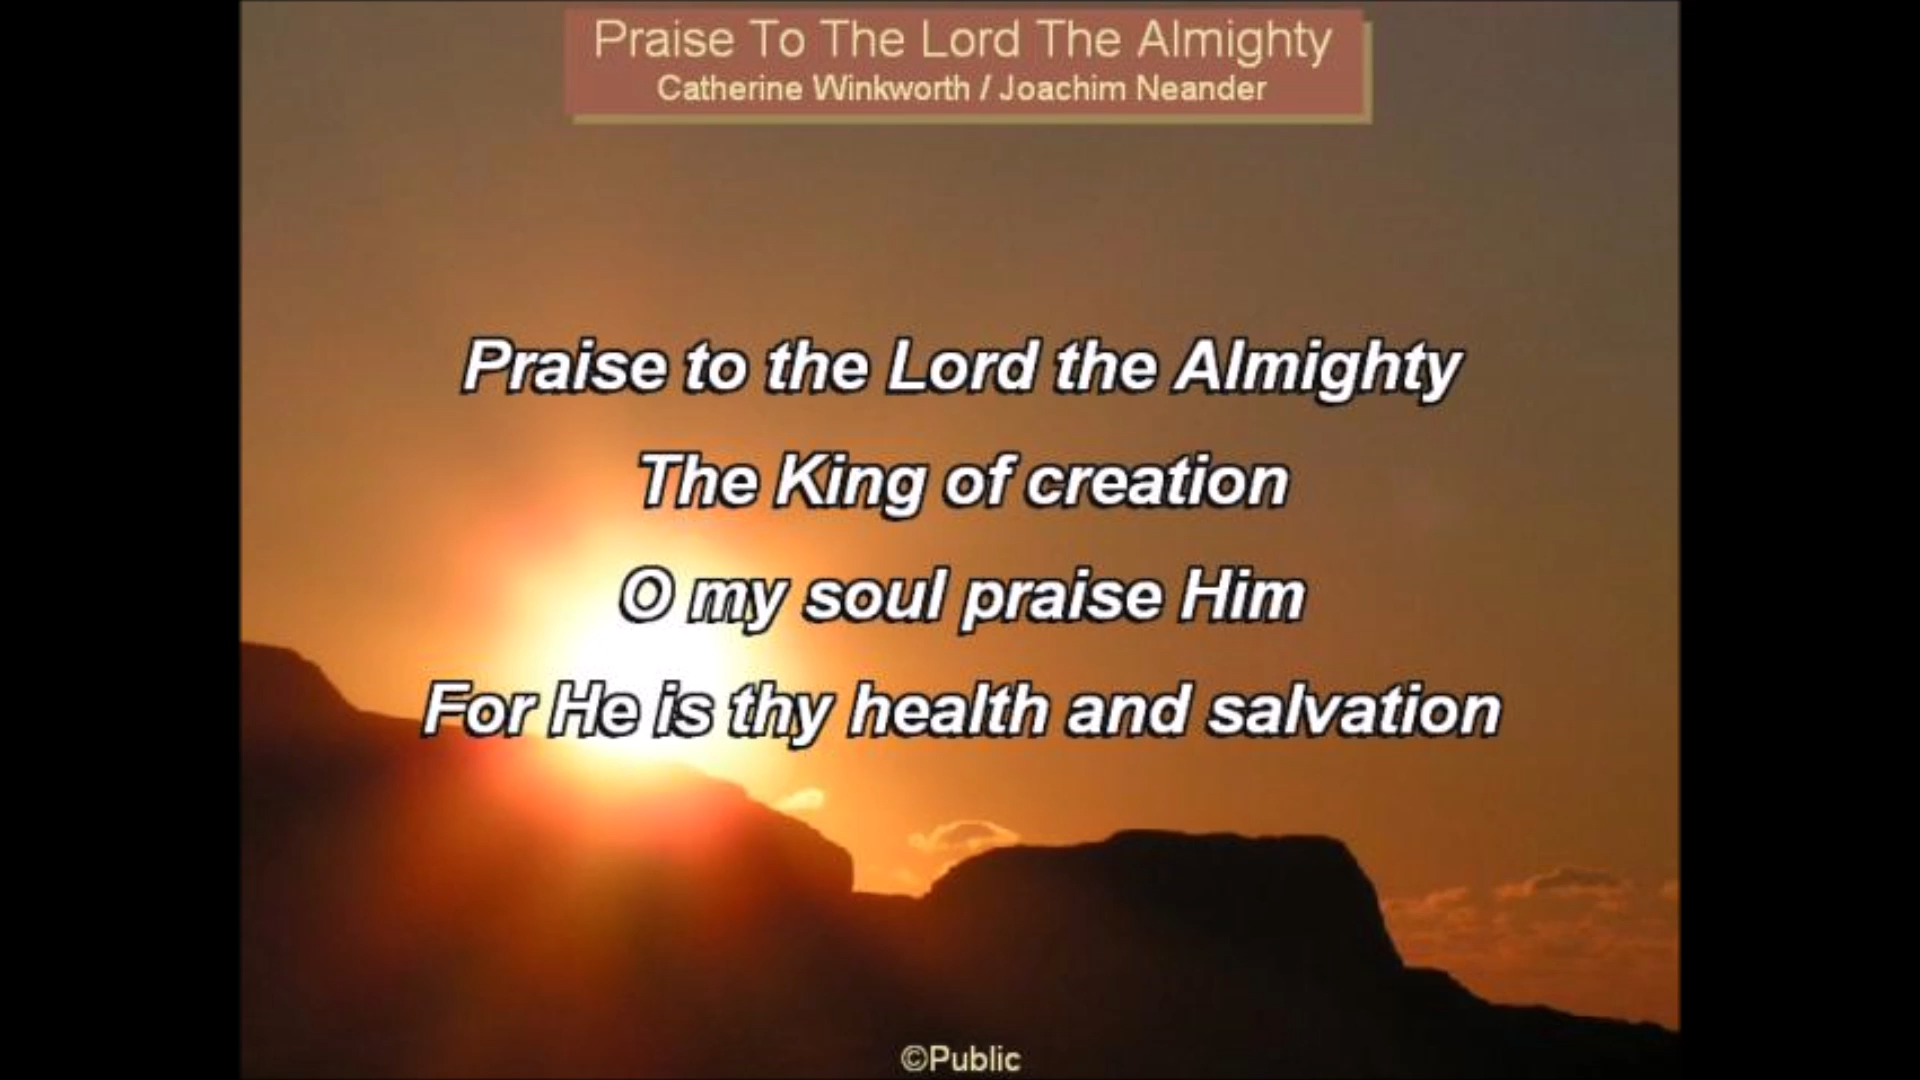 Praise To The Lord The Almighty
Catherine Winkworth / Joachim Neander
Praise to the Lord the Almighty
The King of creation
O my soul praise Him
For He is thy health and salvation
©Public